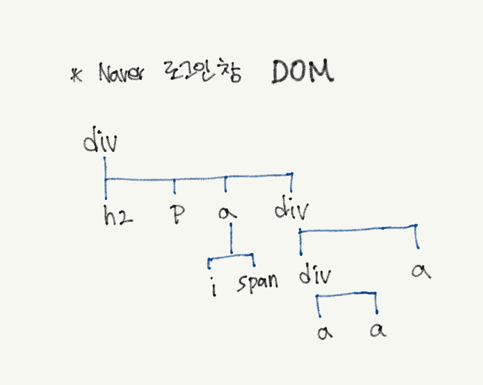 * Naver 로그인 창 DOM
div
h2 p a div
i span div a
a a